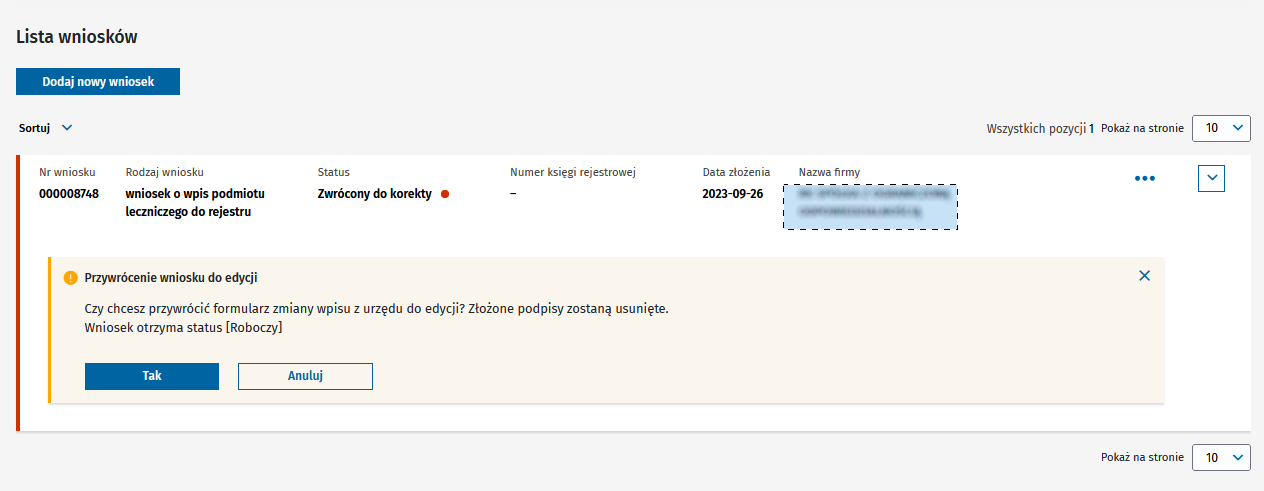 Lista wniosków
Dodaj nowy wniosek
Sortuj
Wszystkich pozycji 1 Pokaż na stronie 10
Nr wniosku Rodzaj wniosku Status Numer księgi rejestrowej Data złożenia Nazwa firmy
000008748 wniosek o wpis podmiotu Zwrócony do korekty – 2023-09-26
leczniczego do rejestru
Przywrócenie wniosku do edycji
Czy chcesz przywrócić formularz zmiany wpisu z urzędu do edycji? Złożone podpisy zostaną usunięte.
Wniosek otrzyma status [Roboczy]
Tak Anuluj
Pokaż na stronie 10